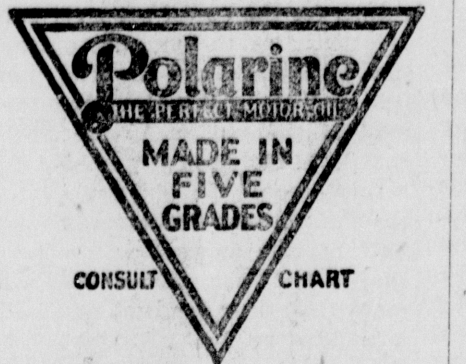 Polarine
THE PERFECT MOTOR OIL
MADE IN
FIVE
GRADES
CONSULT CHART